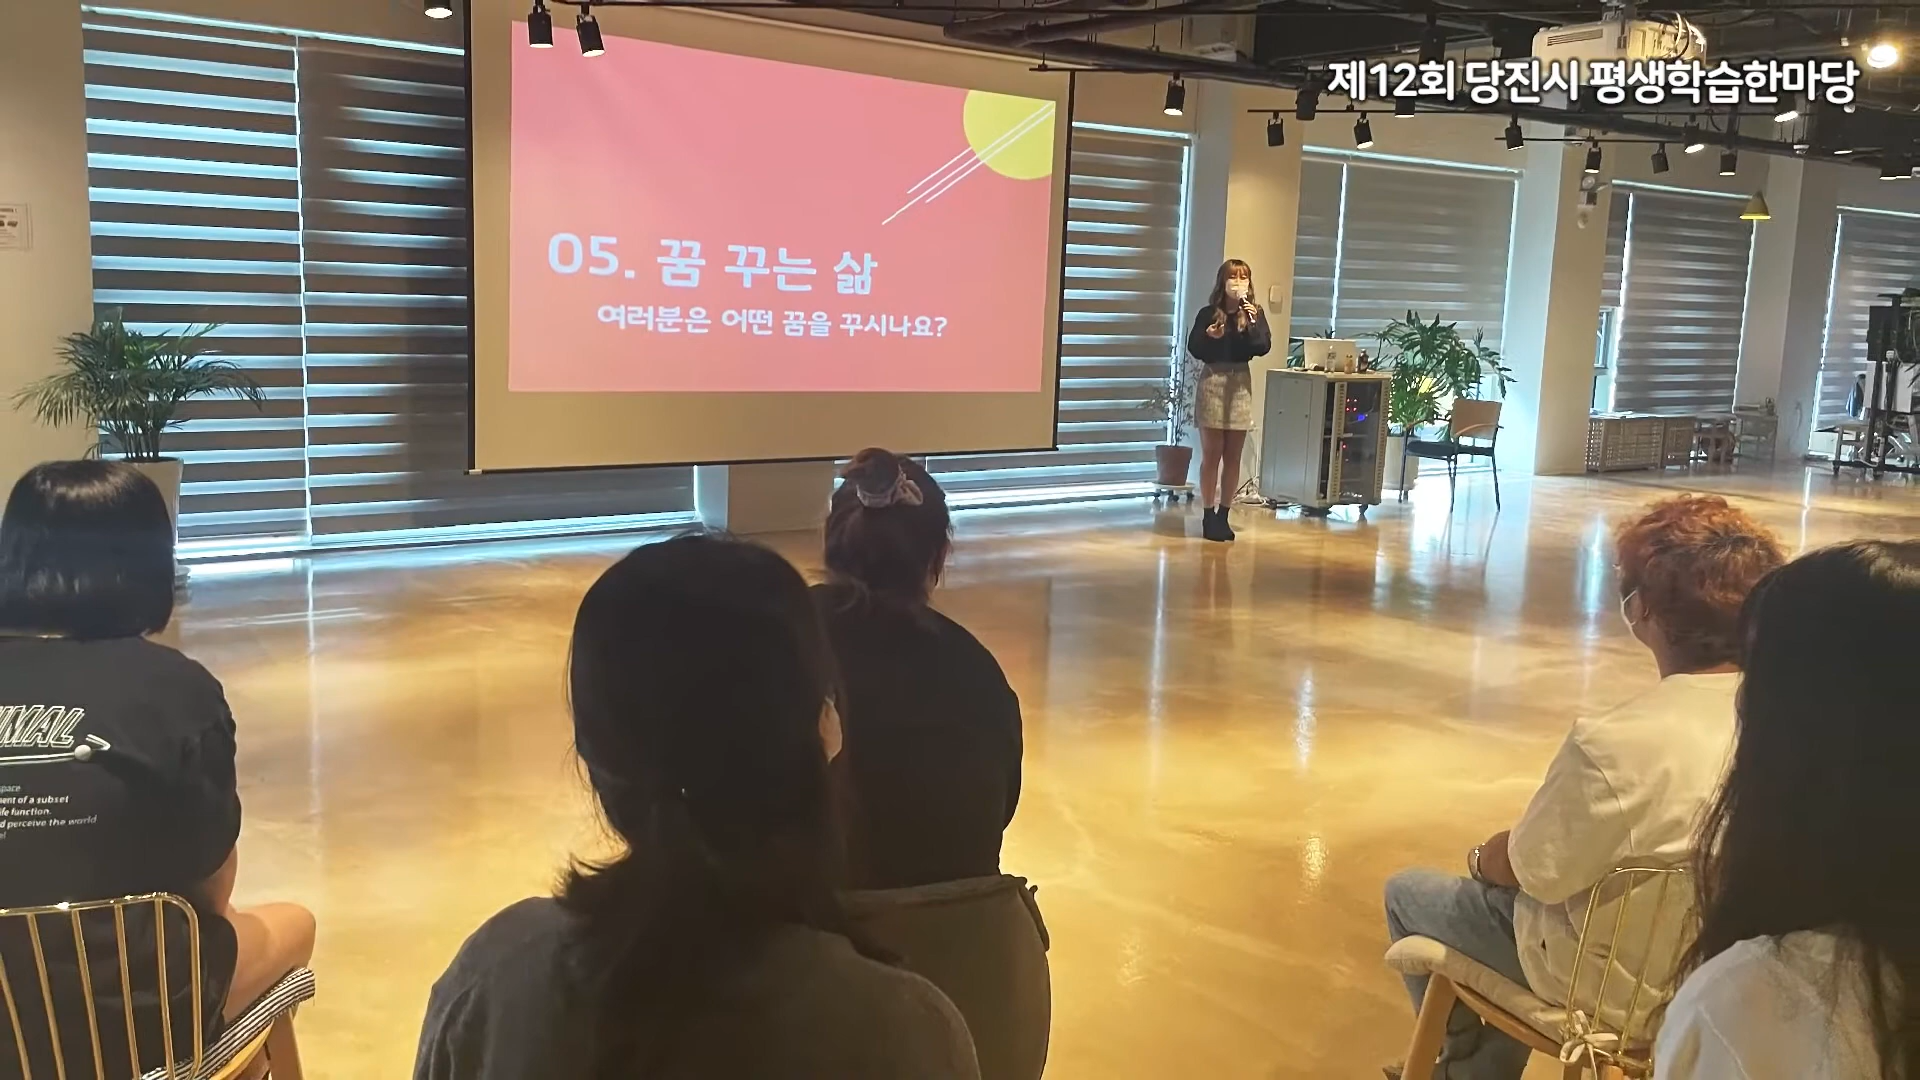 제12회 당진시 평생학습한마당
05. 꿈 꾸는 삶
여러분은 어떤 꿈을 꾸시나요?
space
of a subset
function.
perceive the world